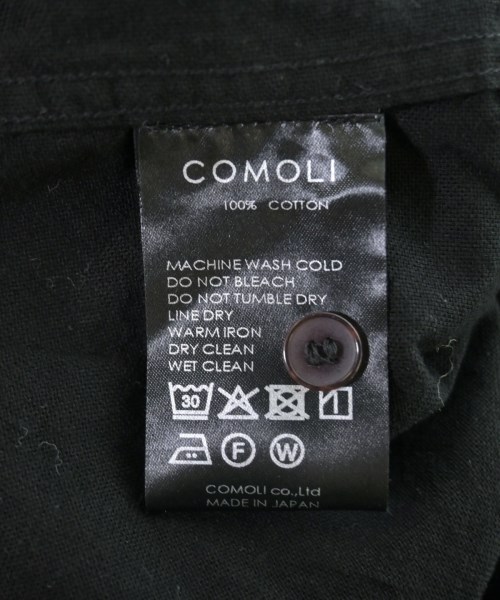 COMOLI
100% COTTON
MACHINE WASH COLD
DO NOT BLEACH
DO NOT TUMBLE DRY
LINE DRY
WARM IRON
DRY CLEAN
WET CLEAN
30
F W
COMOLI co.,Ltd
MADE IN JAPAN